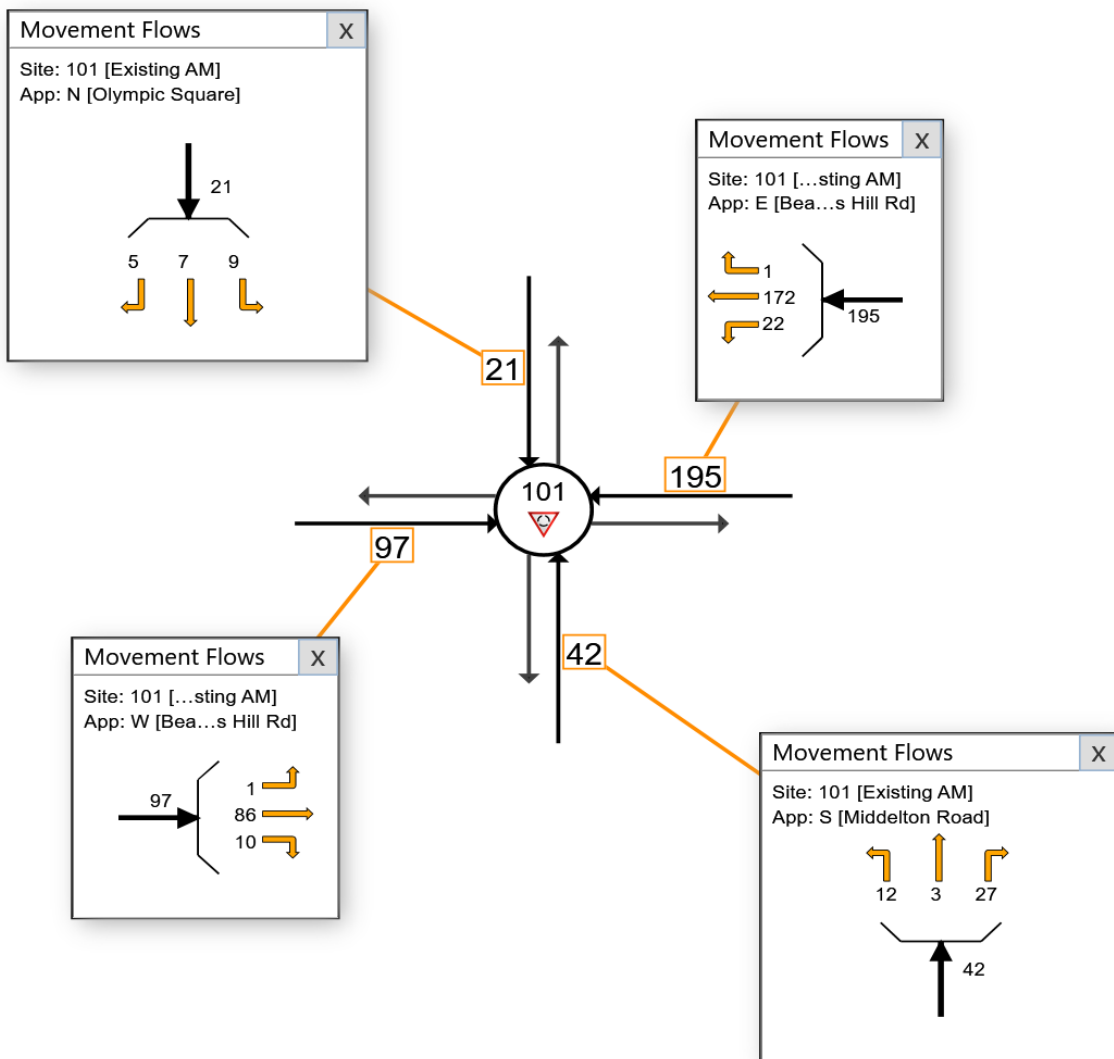 Movement Flows X
Site: 101 [Existing AM]
App: N [Olympic Square]
21
5 7 9
Movement Flows X
Site: 101 [...sting AM]
App: E [Bea...s Hill Rd]
1
172
195
22
21
195
101
97
42
Movement Flows X
Site: 101 [...sting AM]
App: W [Bea...s Hill Rd]
1
97
86
10
Movement Flows X
Site: 101 [Existing AM]
App: S [Middelton Road]
12 3 27
42